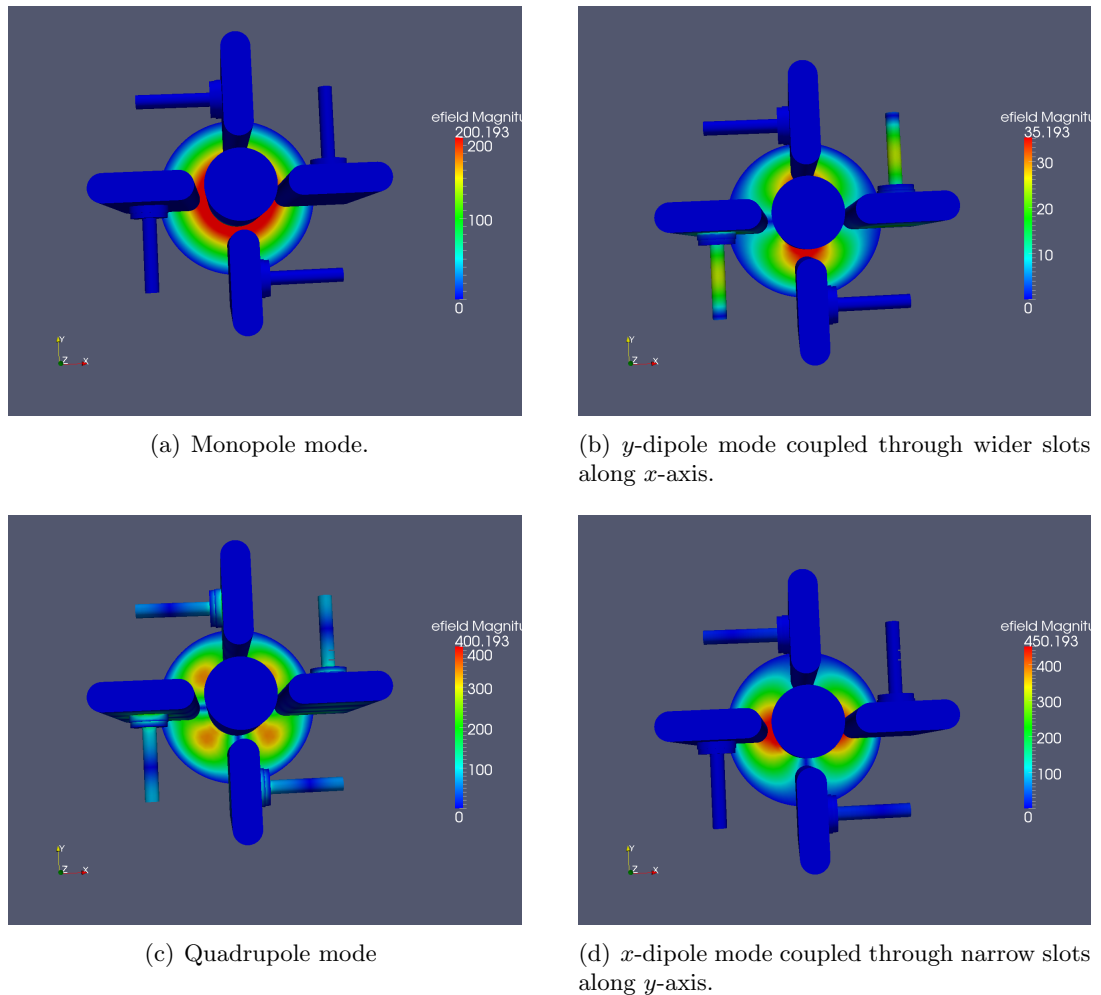 efield Magnitu
200.193
200
100
0
Y
Z X
(a) Monopole mode.
efield Magnitu
35.193
30
20
10
0
Y
Z X
(b) y-dipole mode coupled through wider slots
along x-axis.
efield Magnitu
400.193
400
300
200
100
0
Y
Z X
(c) Quadrupole mode
efield Magnitu
450.193
400
300
200
100
0
Y
Z X
(d) x-dipole mode coupled through narrow slots
along y-axis.